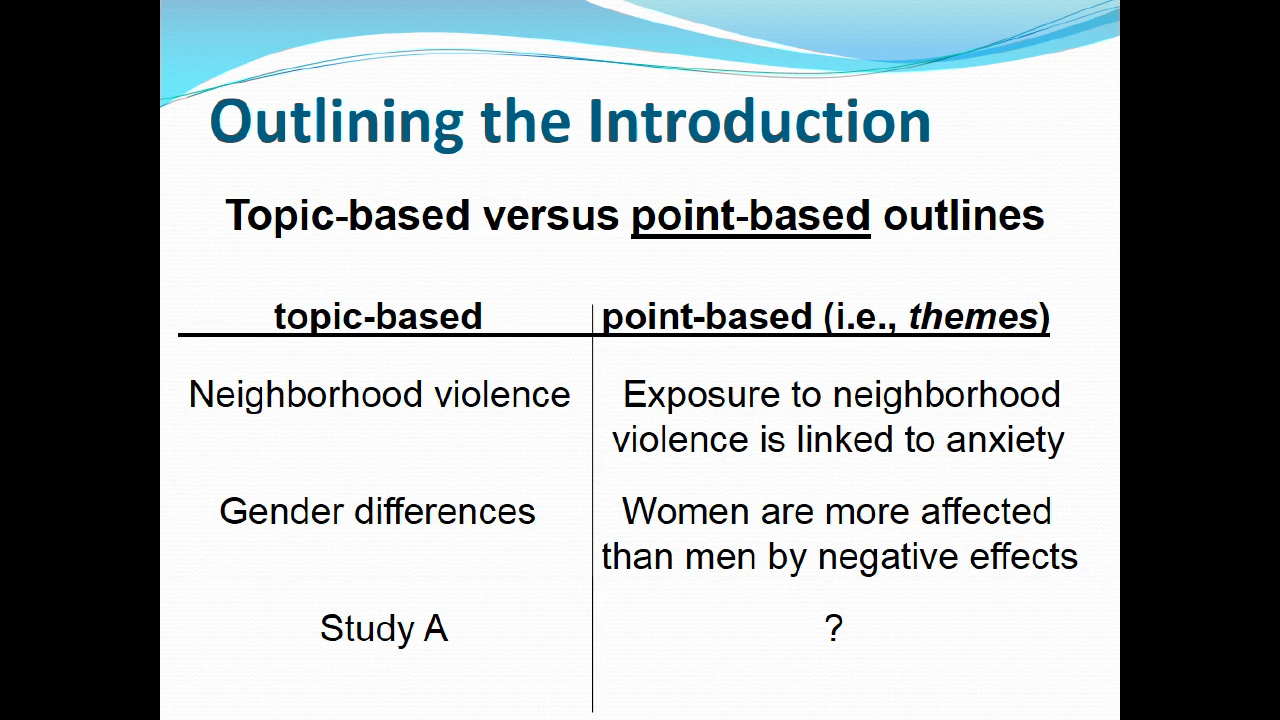 Outlining the Introduction
Topic-based versus point-based outlines
topic-based
point-based (i.e., themes)
Neighborhood violence
Exposure to neighborhood
violence is linked to anxiety
Gender differences
Women are more affected
than men by negative effects
Study A
?